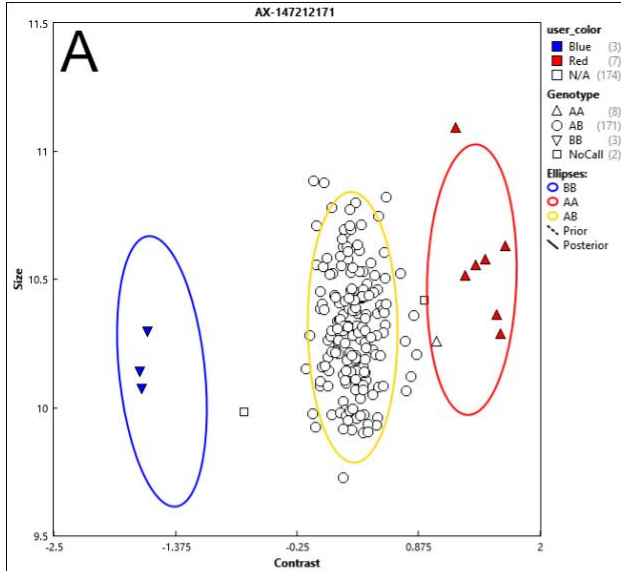 AX-147212171
A
11.5
11
10.5
10
9.5
Size
-2.5 -1.375 -0.25 0.875 2
Contrast
user_color
Blue (3)
Red (7)
N/A (174)
Genotype
AA (8)
AB (171)
BB (3)
NoCall (2)
Ellipses:
BB
AA
AB
Prior
Posterior